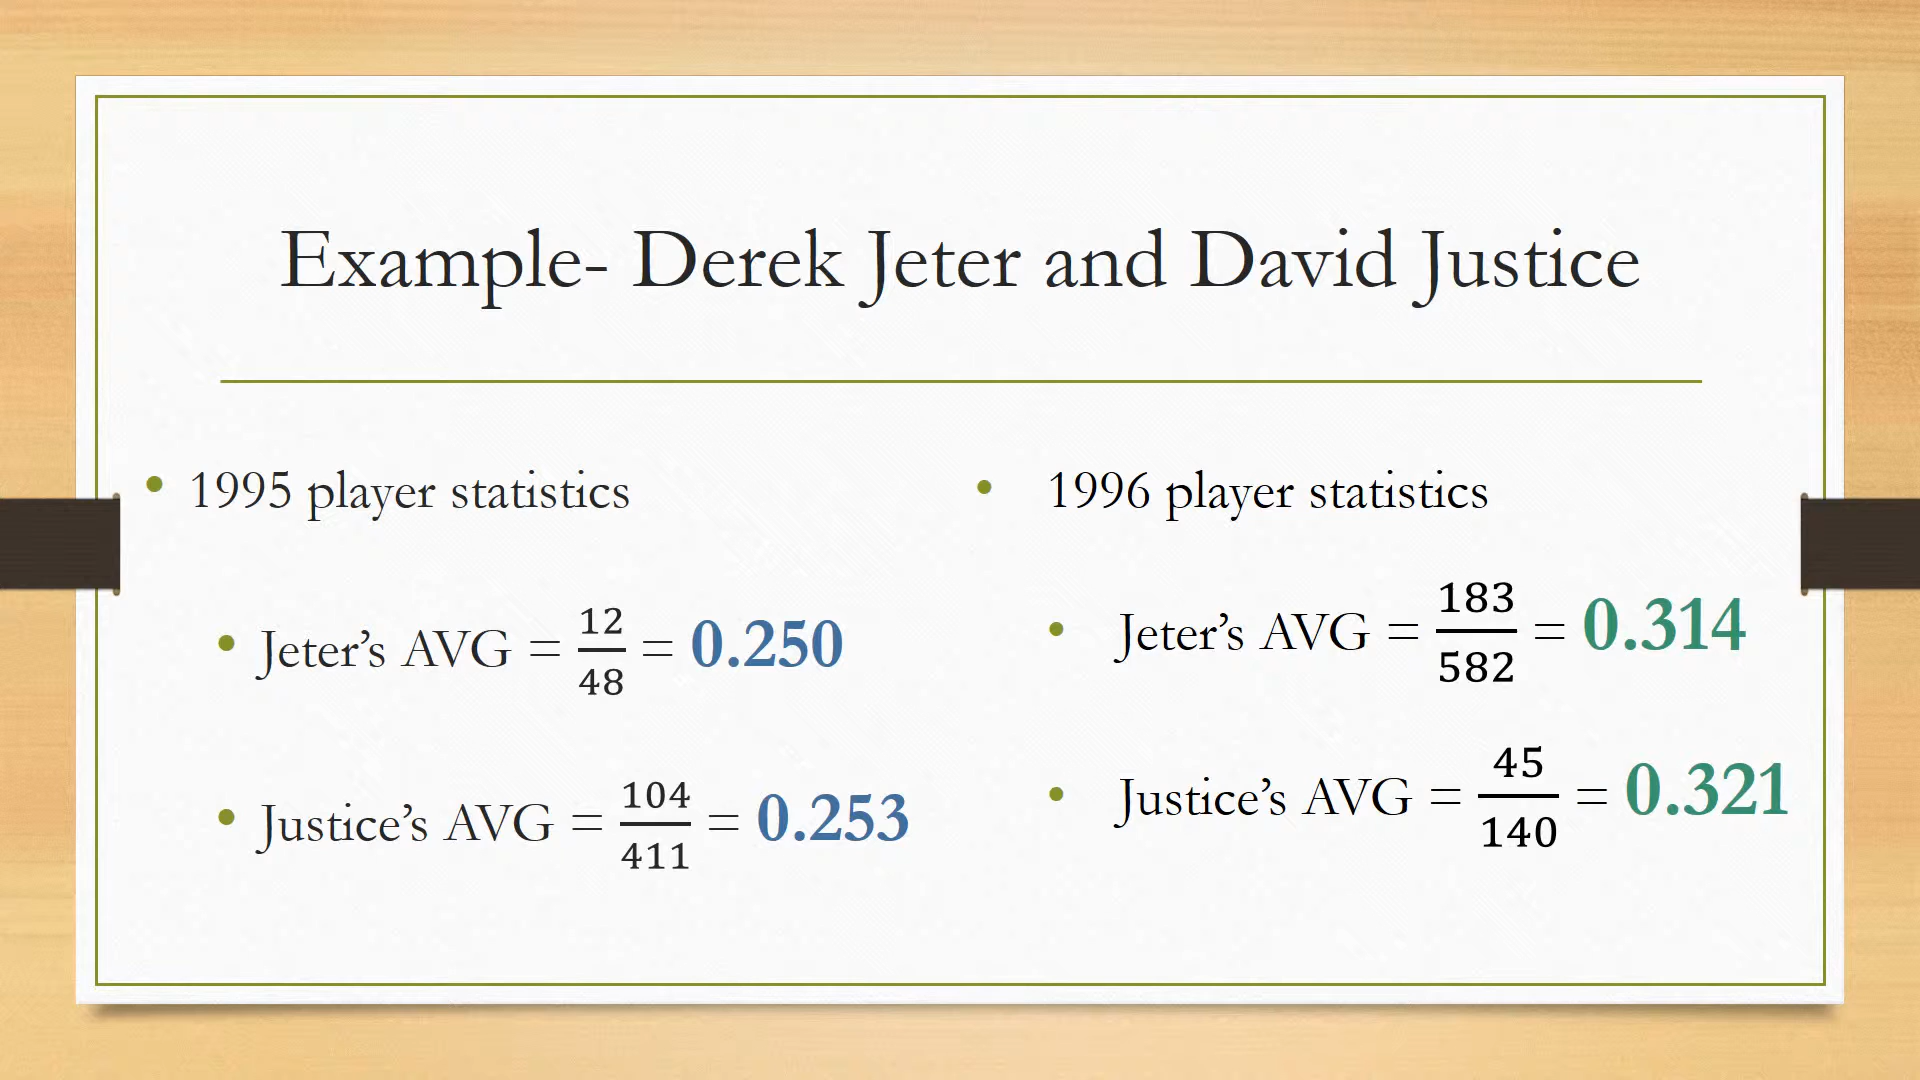 Example- Derek Jeter and David Justice
• 1995 player statistics
• Jeter’s AVG = 12/48 = 0.250
• Justice’s AVG = 104/411 = 0.253
• 1996 player statistics
• Jeter’s AVG = 183/582 = 0.314
• Justice’s AVG = 45/140 = 0.321